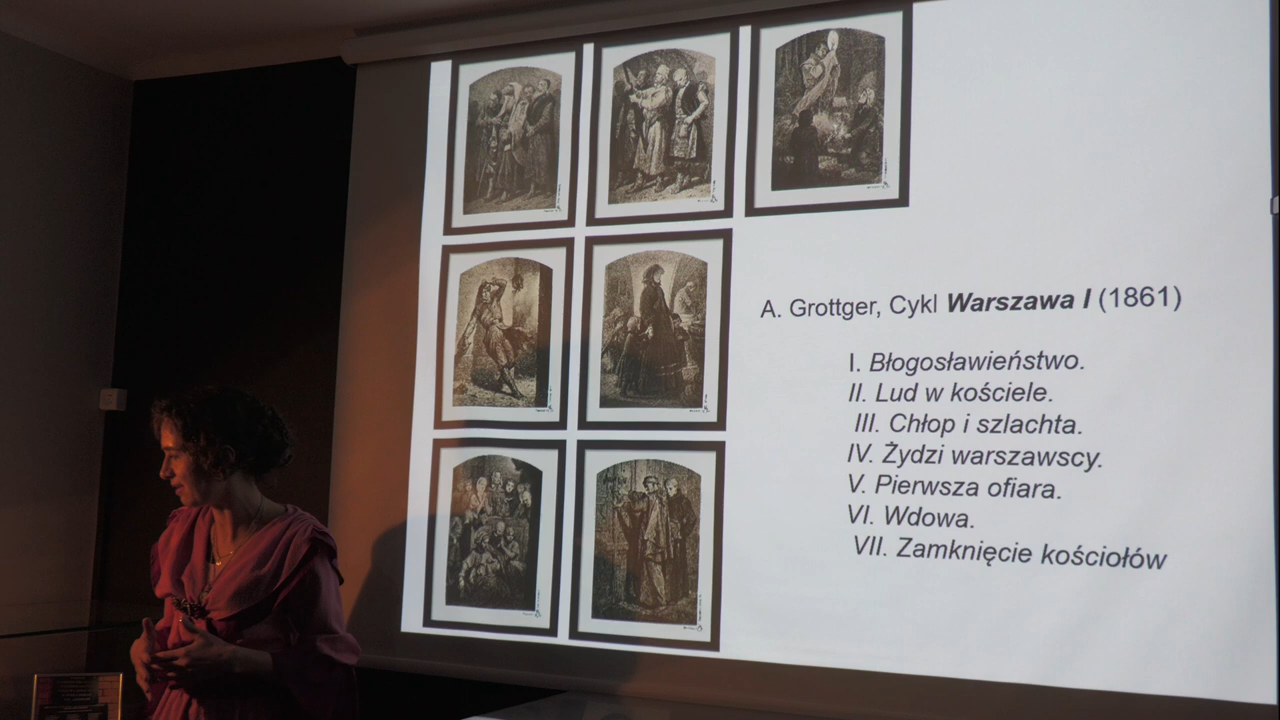 A. Grottger, Cykl Warszawa I (1861)
I. Błogosławieństwo.
II. Lud w kościele.
III. Chłop i szlachta.
IV. Żydzi warszawscy.
V. Pierwsza ofiara.
VI. Wdowa.
VII. Zamknięcie kościołów